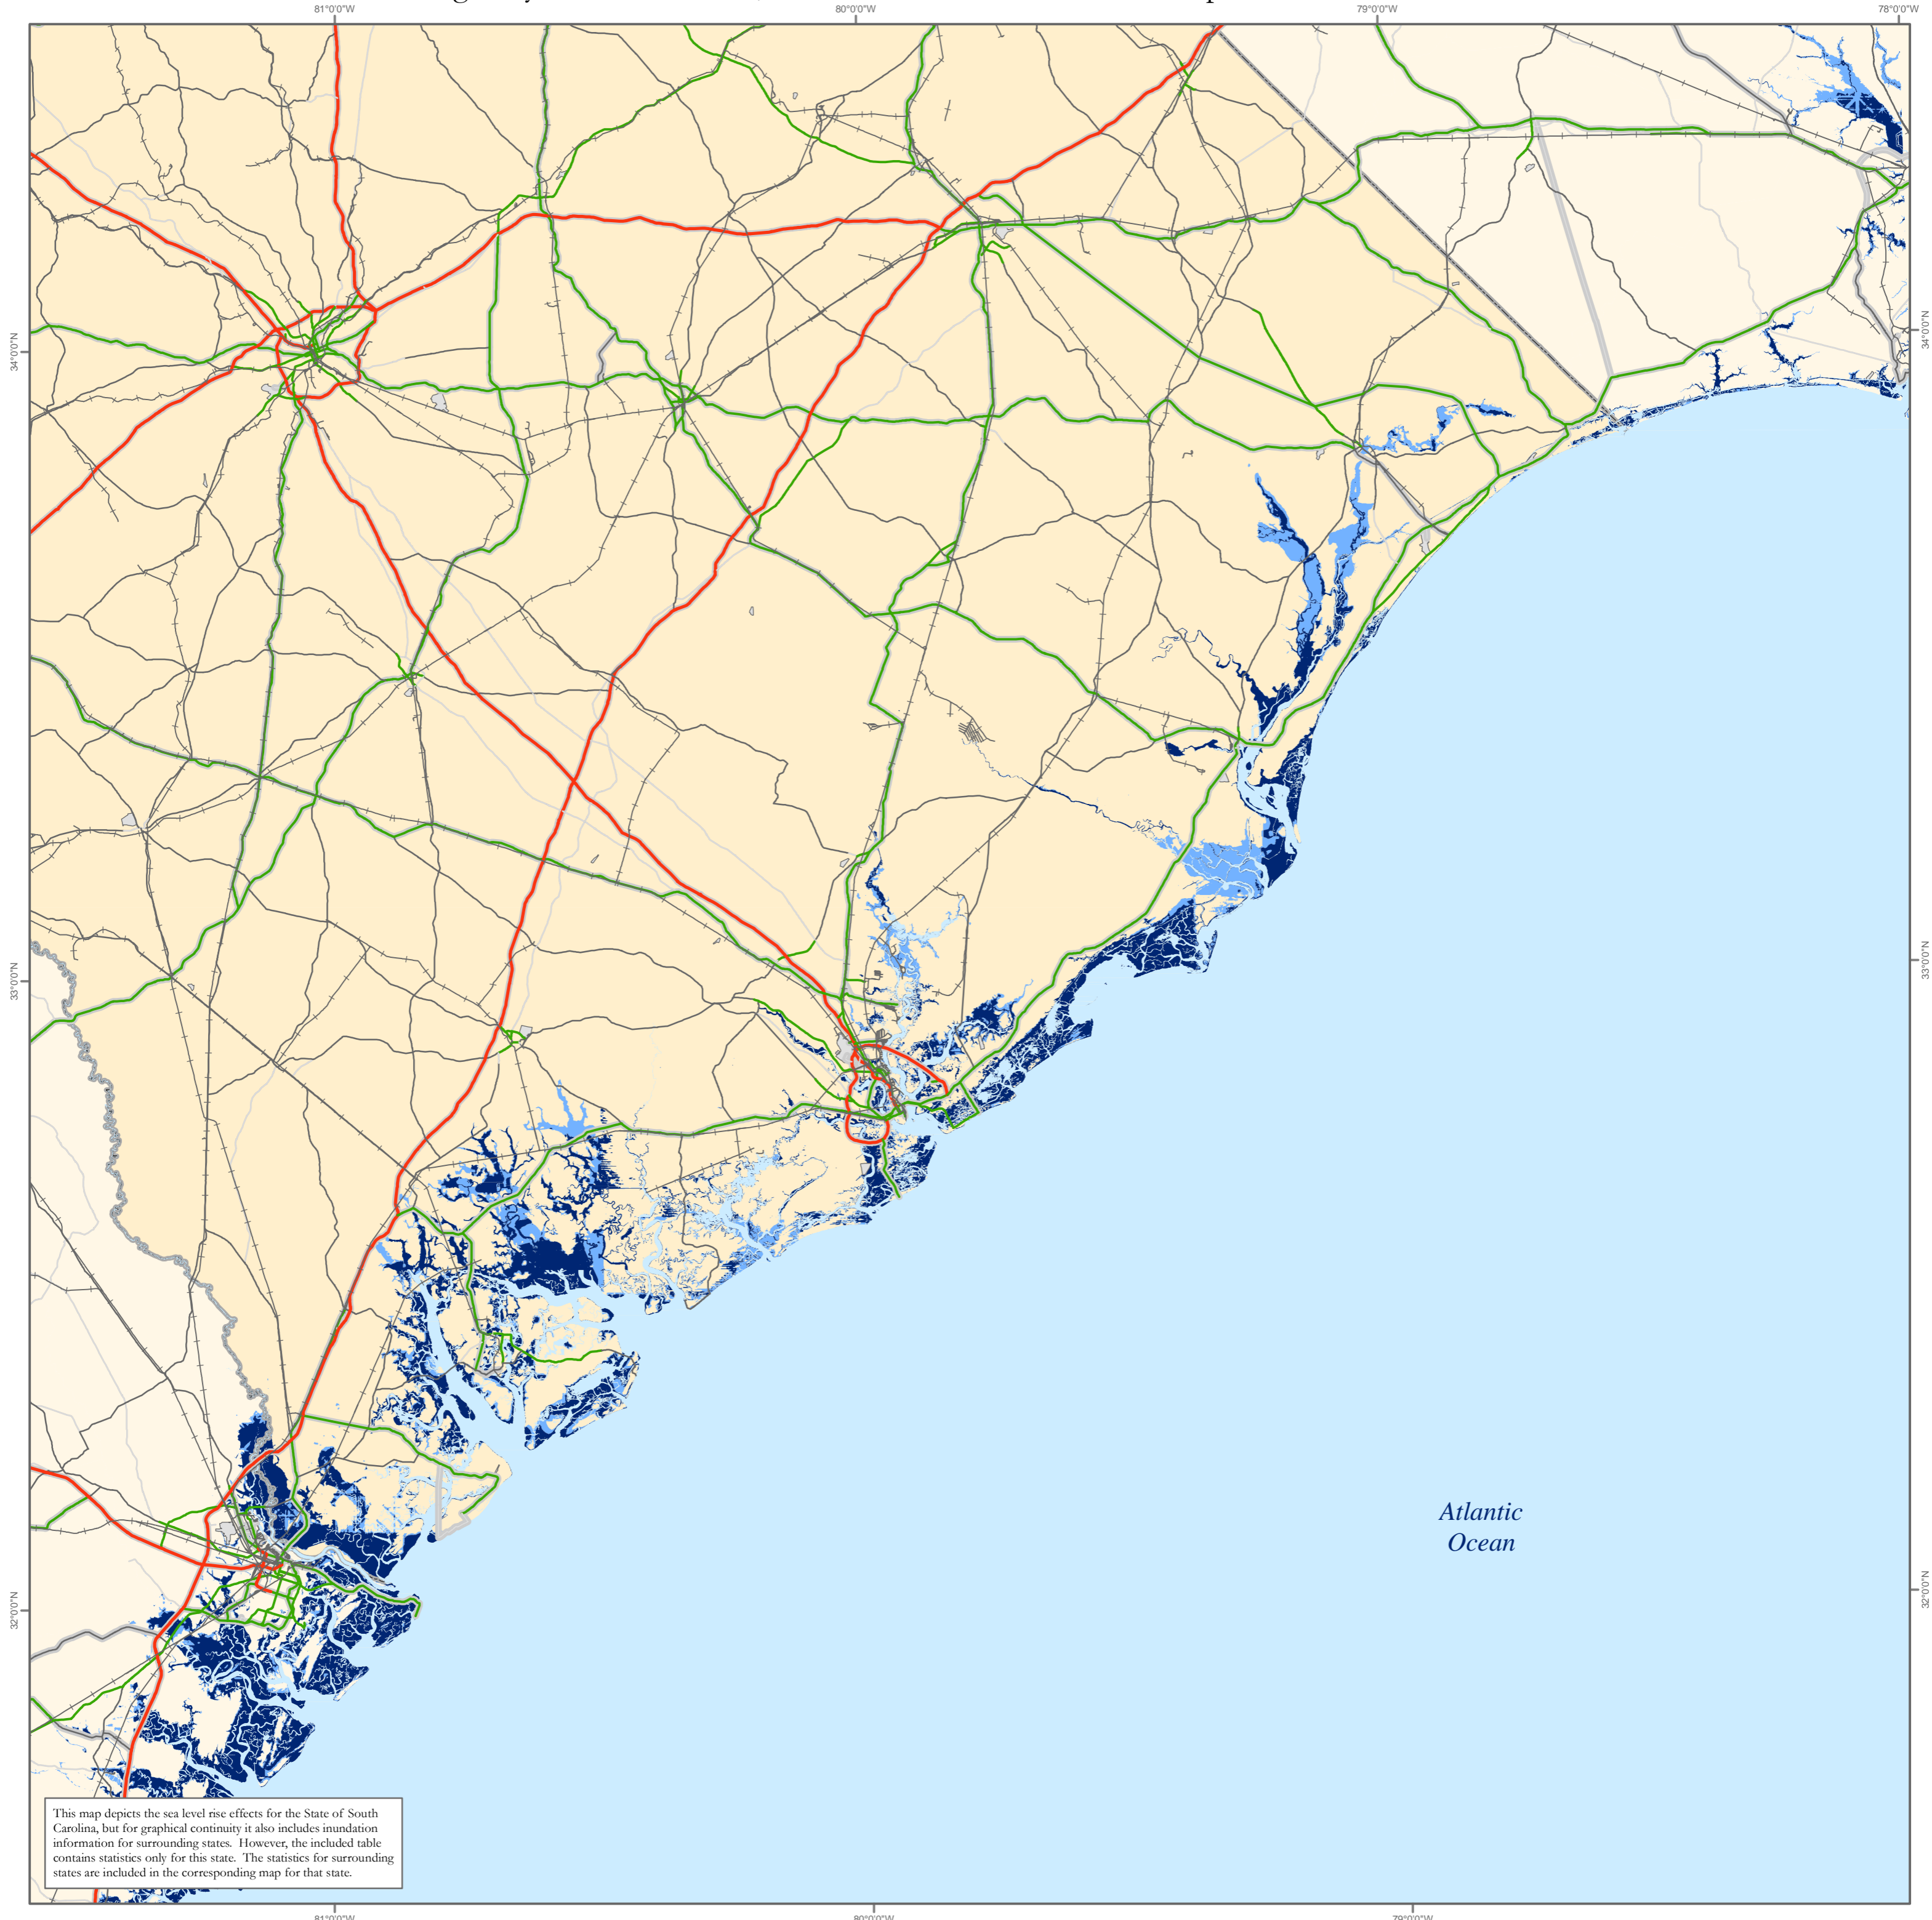 81°0'0"W
80°0'0"W
79°0'0"W
78°0'0"W
34°0'0"N
34°0'0"N
33°0'0"N
33°0'0"N
Atlantic
Ocean
32°0'0"N
32°0'0"N
This map depicts the sea level rise effects for the State of South
Carolina, but for graphical continuity it also includes inundation
information for surrounding states. However, the included table
contains statistics only for this state. The statistics for surrounding
states are included in the corresponding map for that state.
81°0'0"W
80°0'0"W
79°0'0"W